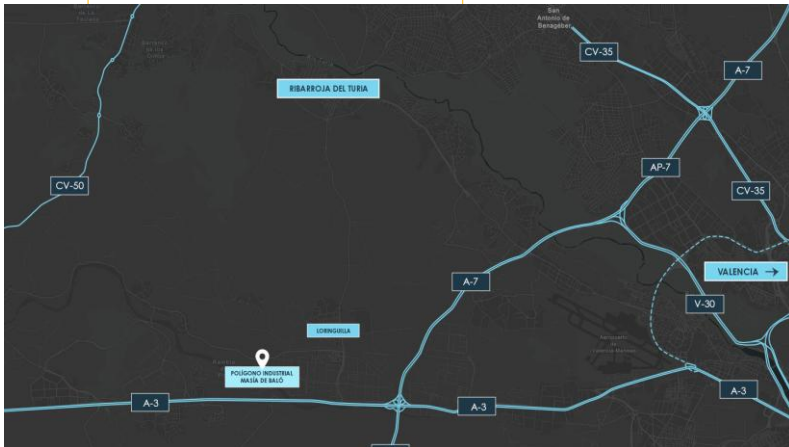 San
Antonio de
Benagéber
CV-35
A-7
RIBARROJA DEL TURIA
AP-7
CV-50
CV-35
VALENCIA →
A-7
V-30
LORINGUILLA
POLÍGONO INDUSTRIAL
MASÍA DE BALÓ
A-3
A-3
A-3